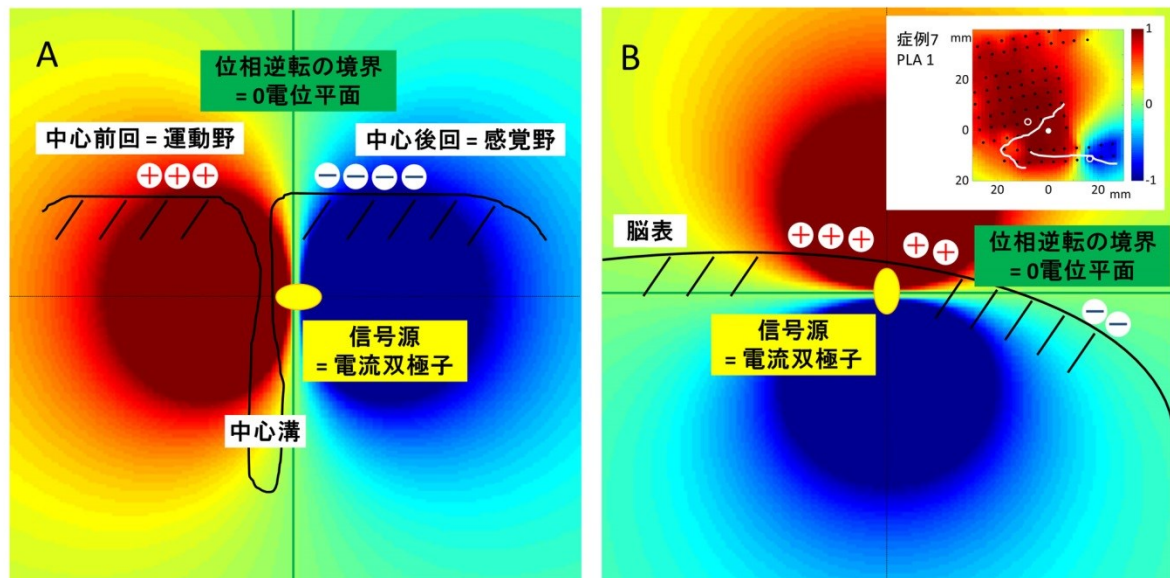 A
位相逆転の境界
= 0電位平面
中心前回 = 運動野
中心後回 = 感覚野
+++
----
信号源
= 電流双極子
中心溝
B
症例7
PLA 1
mm
20
0
20
20
0
20
mm
1
0
-1
脳表
+++
++
位相逆転の境界
= 0電位平面
--
信号源
= 電流双極子